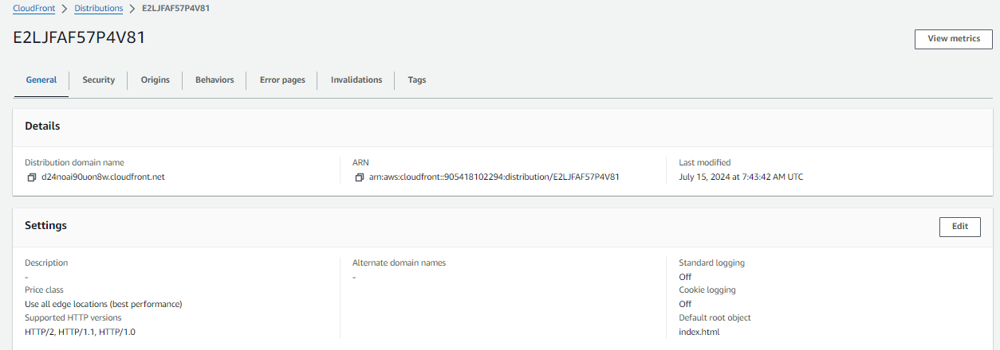 CloudFront > Distributions > E2LJFAF57P4V81
E2LJFAF57P4V81
View metrics
General Security Origins Behaviors Error pages Invalidations Tags
Details
Distribution domain name
d24noai90uon8w.cloudfront.net
ARN
arn:aws:cloudfront::905418102294:distribution/E2LJFAF57P4V81
Last modified
July 15, 2024 at 7:43:42 AM UTC
Settings
Edit
Description
-
Price class
Use all edge locations (best performance)
Supported HTTP versions
HTTP/2, HTTP/1.1, HTTP/1.0
Alternate domain names
-
Standard logging
Off
Cookie logging
Off
Default root object
index.html